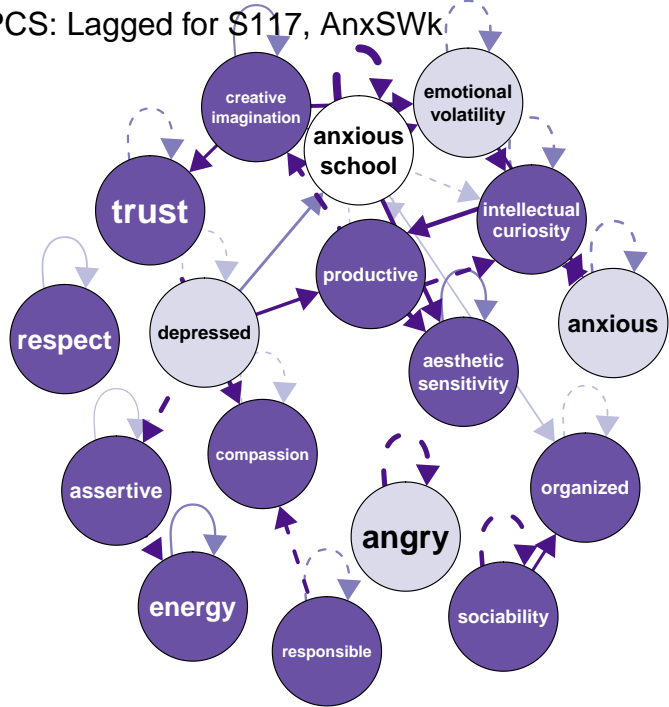 PCS: Lagged for S117, AnxSWk
creative
imagination
emotional
volatility
anxious
school
trust
intellectual
curiosity
productive
respect
depressed
anxious
aesthetic
sensitivity
compassion
assertive
organized
angry
energy
sociability
responsible